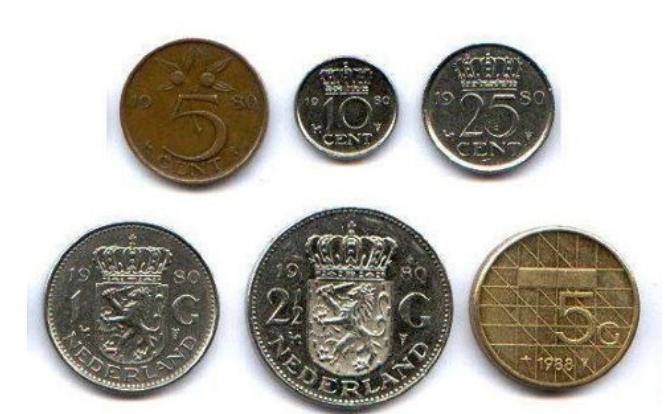 19 5 80
CENT
19 10 80
CENT
19 25 80
CENT
19 80
1 G
NEDERLAND
19 80
2½ G
NEDERLAND
5 G
1988